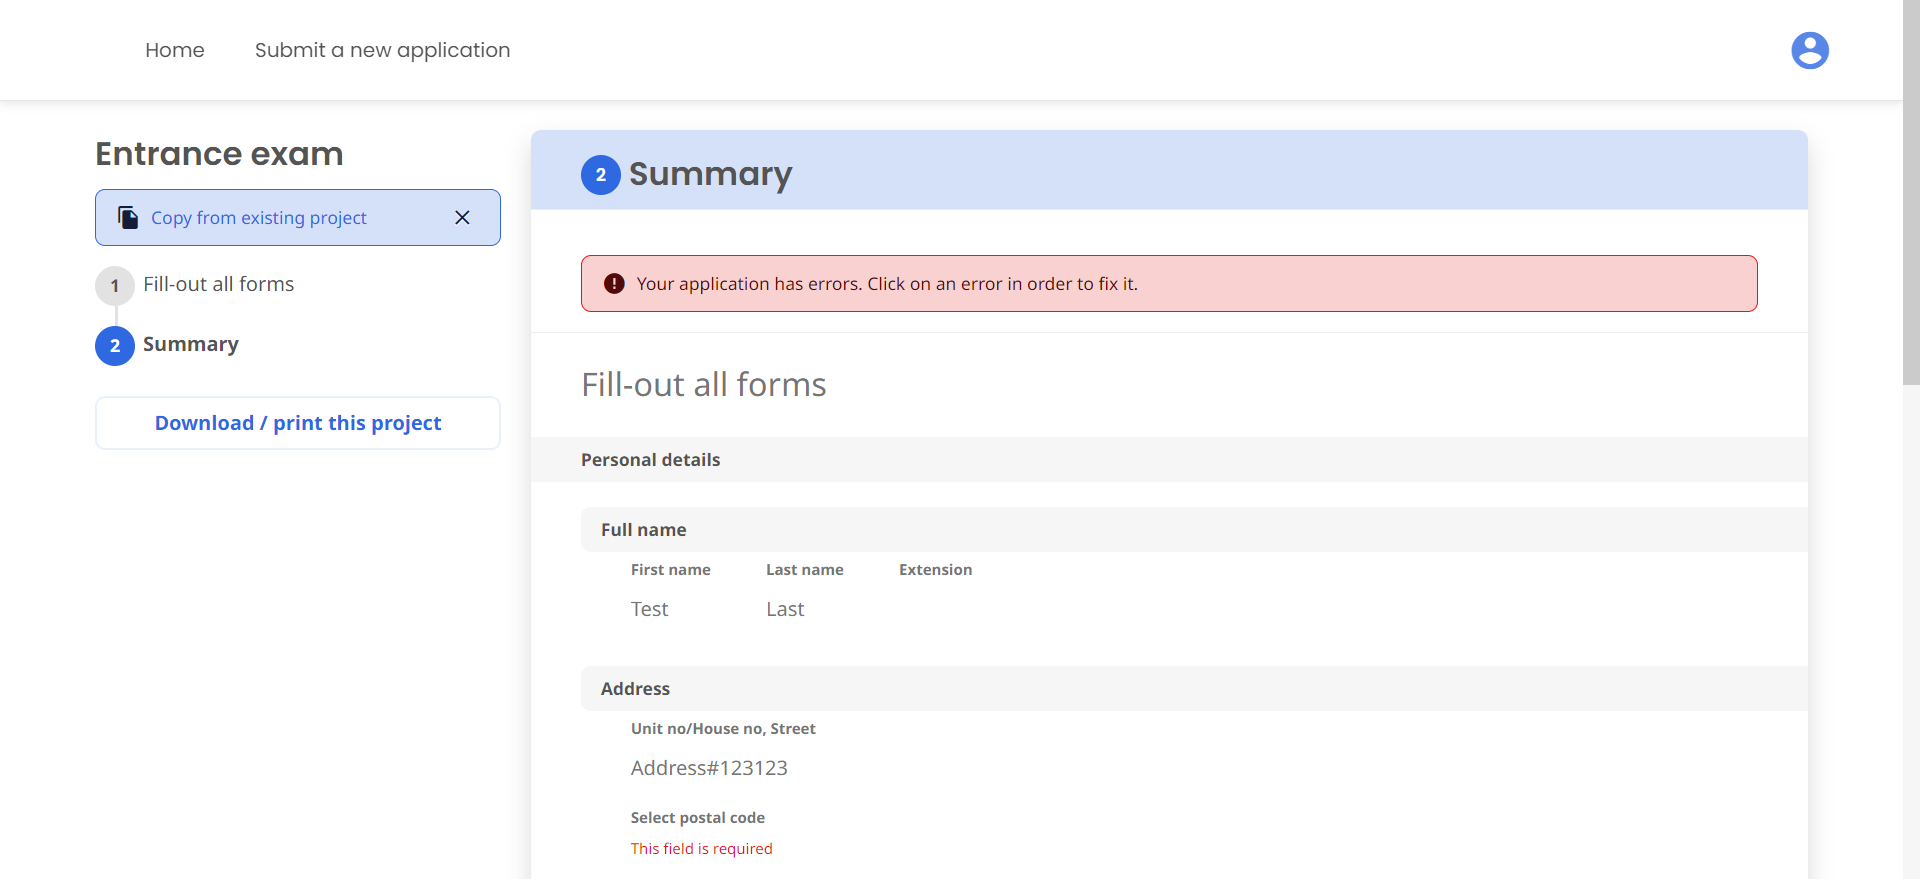 Home Submit a new application
Entrance exam
Copy from existing project
1 Fill-out all forms
2 Summary
Download / print this project
2 Summary
! Your application has errors. Click on an error in order to fix it.
Fill-out all forms
Personal details
Full name
First name Last name Extension
Test Last
Address
Unit no/House no, Street
Address#123123
Select postal code
This field is required